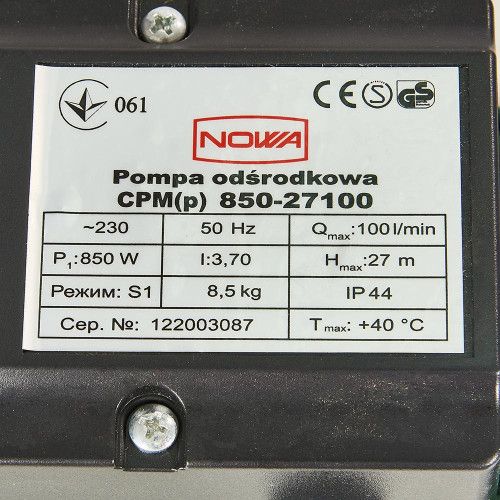 061
CE S GS
NOWA
Pompa odśrodkowa
CPM(p) 850-27100
~230 50 Hz Qmax:100 l/min
P1:850 W I:3,70 Hmax:27 m
Режим: S1 8,5 kg IP 44
Сер. №: 122003087 Tmax: +40 °C